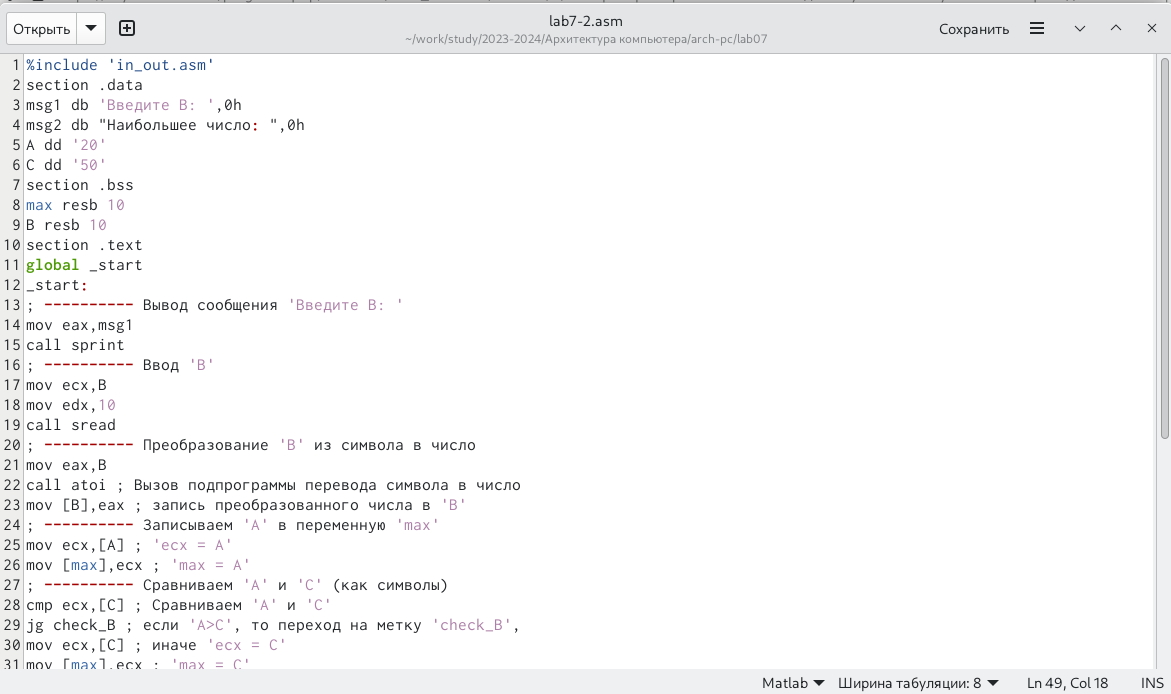 Открыть
lab7-2.asm
~/work/study/2023-2024/Архитектура компьютера/arch-pc/lab07
Сохранить
1 %include 'in_out.asm'
2 section .data
3 msg1 db 'Введите B: ',0h
4 msg2 db "Наибольшее число: ",0h
5 A dd '20'
6 C dd '50'
7 section .bss
8 max resb 10
9 B resb 10
10 section .text
11 global _start
12 _start:
13 ; ---------- Вывод сообщения 'Введите B: '
14 mov eax,msg1
15 call sprint
16 ; ---------- Ввод 'B'
17 mov ecx,B
18 mov edx,10
19 call sread
20 ; ---------- Преобразование 'B' из символа в число
21 mov eax,B
22 call atoi ; Вызов подпрограммы перевода символа в число
23 mov [B],eax ; запись преобразованного числа в 'B'
24 ; ---------- Записываем 'A' в переменную 'max'
25 mov ecx,[A] ; 'ecx = A'
26 mov [max],ecx ; 'max = A'
27 ; ---------- Сравниваем 'A' и 'С' (как символы)
28 cmp ecx,[C] ; Сравниваем 'A' и 'С'
29 jg check_B ; если 'A>C', то переход на метку 'check_B',
30 mov ecx,[C] ; иначе 'ecx = C'
31 mov [max],ecx ; 'max = C'
Matlab
Ширина табуляции: 8
Ln 49, Col 18
INS